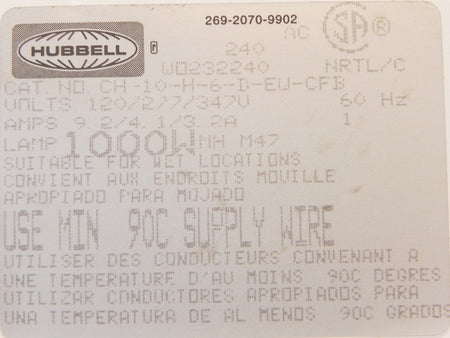 269-2070-9902
HUBBELL ®
AC
SA ®
240
W0232240 NRTL/C
CAT. NO. CH-10-H-6-B-EU-CFB
VOLTS 120/277/347V 60 Hz
AMPS 9.2/4.1/3.2A 1
LAMP 1000W MH M47
SUITABLE FOR WET LOCATIONS
CONVIENT AUX ENDROITS MOUILLE
APROPIADO PARA MOJADO
USE MIN 90C SUPPLY WIRE
UTILISER DES CONDUCTEURS CONVENANT A
UNE TEMPERATURE D'AU MOINS 90C DEGRES
UTILIZAR CONDUCTORES APROPIADOS PARA
UNA TEMPERATURA DE AL MENOS 90C GRADOS